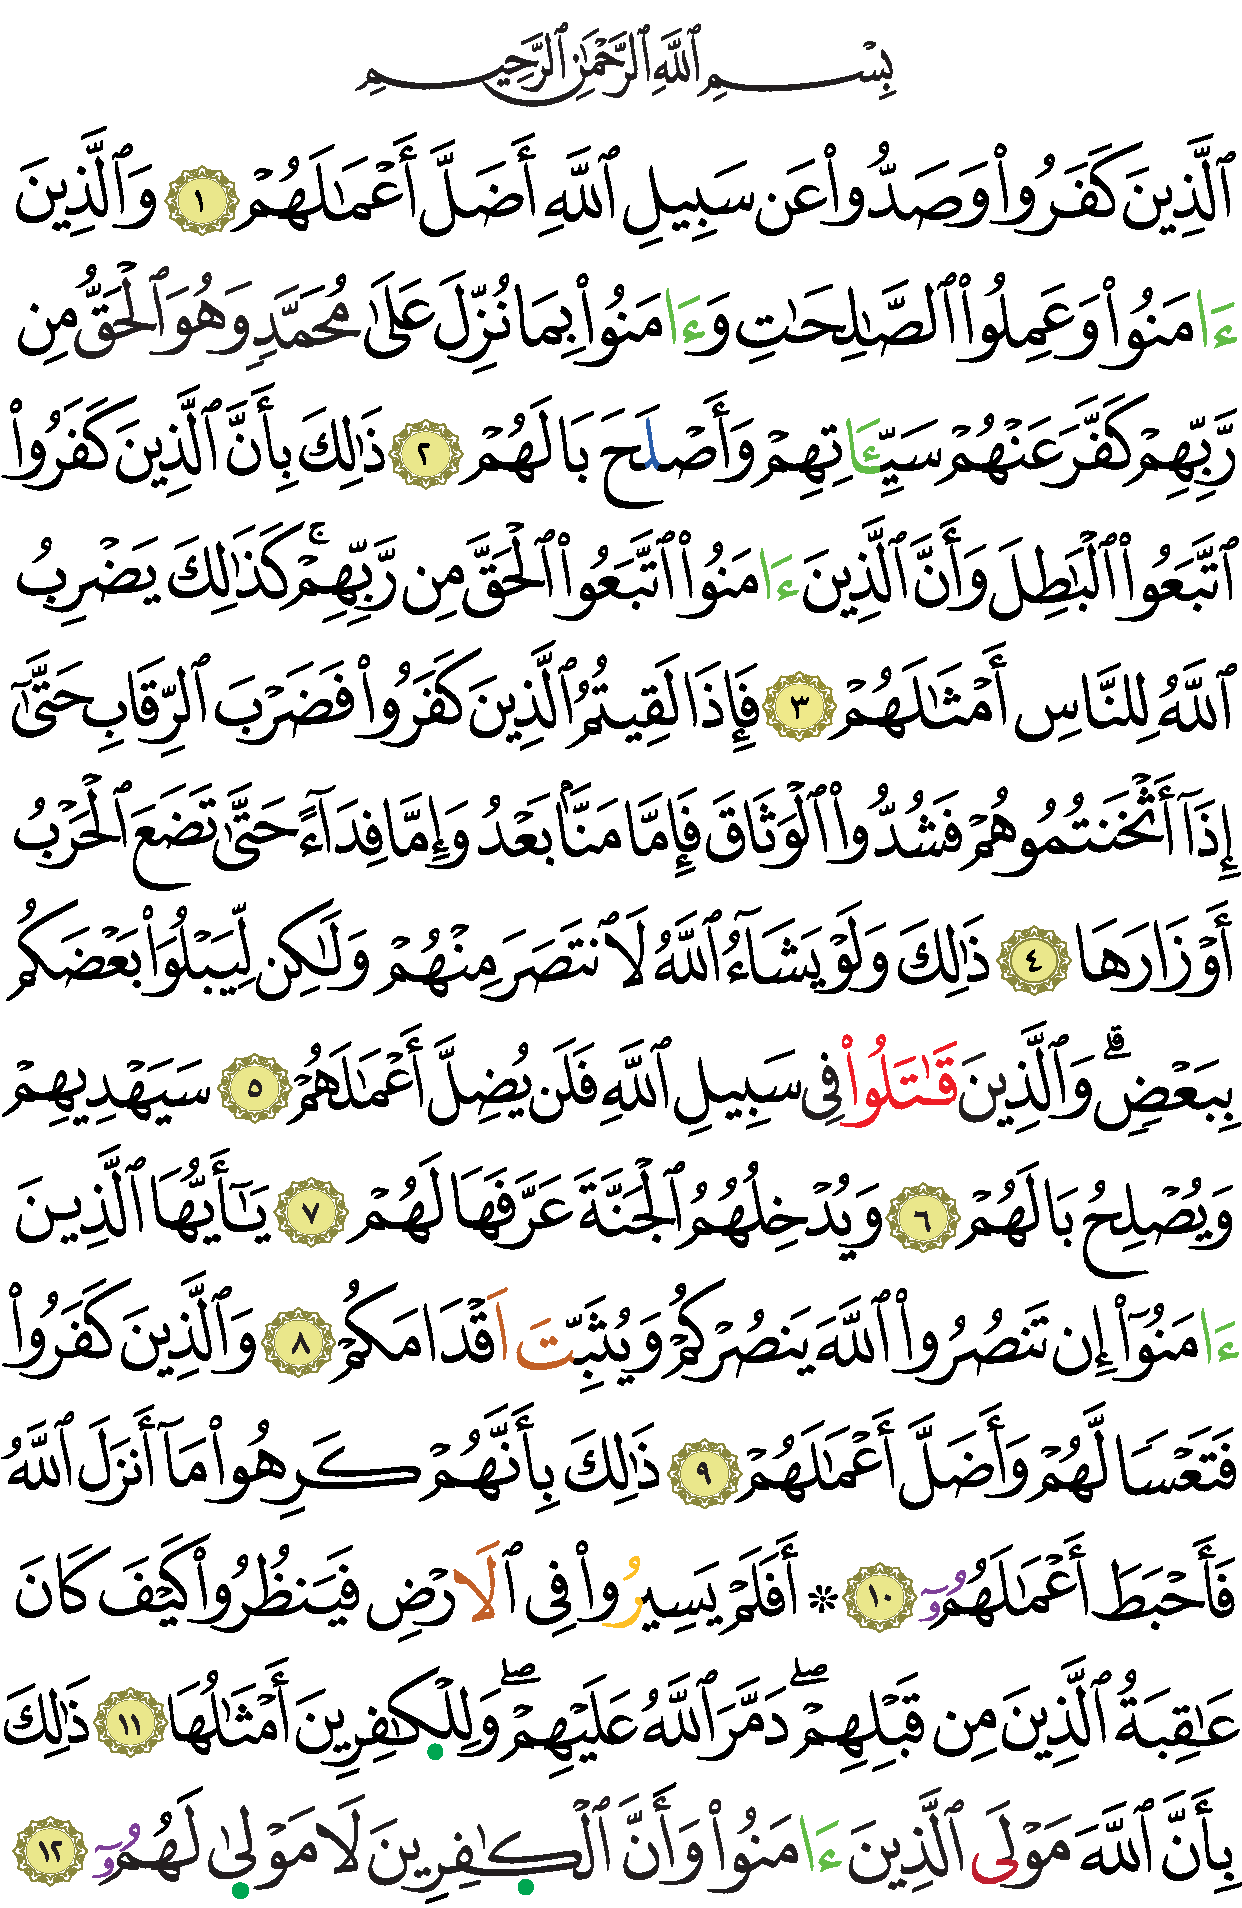 بِسْمِ ٱللَّهِ ٱلرَّحْمَٰنِ ٱلرَّحِيمِ
ٱلَّذِينَ كَفَرُواْ وَصَدُّواْ عَن سَبِيلِ ٱللَّهِ أَضَلَّ أَعْمَٰلَهُمْ ١ وَٱلَّذِينَ
ءَامَنُواْ وَعَمِلُواْ ٱلصَّٰلِحَٰتِ وَءَامَنُواْ بِمَا نُزِّلَ عَلَىٰ مُحَمَّدٍ وَهُوَ ٱلْحَقُّ مِن
رَّبِّهِمْ كَفَّرَ عَنْهُمْ سَيِّـَٔاتِهِمْ وَأَصْلَحَ بَالَهُمْ ٢ ذَٰلِكَ بِأَنَّ ٱلَّذِينَ كَفَرُواْ
ٱتَّبَعُواْ ٱلْبَٰطِلَ وَأَنَّ ٱلَّذِينَ ءَامَنُواْ ٱتَّبَعُواْ ٱلْحَقَّ مِن رَّبِّهِمْ ۚ كَذَٰلِكَ يَضْرِبُ
ٱللَّهُ لِلنَّاسِ أَمْثَٰلَهُمْ ٣ فَإِذَا لَقِيتُمُ ٱلَّذِينَ كَفَرُواْ فَضَرْبَ ٱلرِّقَابِ حَتَّىٰٓ
إِذَآ أَثْخَنتُمُوهُمْ فَشُدُّواْ ٱلْوَثَاقَ فَإِمَّا مَنَّۢا بَعْدُ وَإِمَّا فِدَآءً حَتَّىٰ تَضَعَ ٱلْحَرْبُ
أَوْزَارَهَا ٤ ذَٰلِكَ وَلَوْ يَشَآءُ ٱللَّهُ لَٱنتَصَرَ مِنْهُمْ وَلَٰكِن لِّيَبْلُوَاْ بَعْضَكُم
بِبَعْضٍ ۗ وَٱلَّذِينَ قَٰتَلُواْ فِي سَبِيلِ ٱللَّهِ فَلَن يُضِلَّ أَعْمَٰلَهُمْ ٥ سَيَهْدِيهِمْ
وَيُصْلِحُ بَالَهُمْ ٦ وَيُدْخِلُهُمُ ٱلْجَنَّةَ عَرَّفَهَا لَهُمْ ٧ يَٰٓأَيُّهَا ٱلَّذِينَ
ءَامَنُوٓاْ إِن تَنصُرُواْ ٱللَّهَ يَنصُرْكُمْ وَيُثَبِّتَ اَقْدَامَكُمْ ٨ وَٱلَّذِينَ كَفَرُواْ
فَتَعْسًا لَّهُمْ وَأَضَلَّ أَعْمَٰلَهُمْ ٩ ذَٰلِكَ بِأَنَّهُمْ كَرِهُواْ مَآ أَنزَلَ ٱللَّهُ
فَأَحْبَطَ أَعْمَٰلَهُمُۥٓ ١٠ ۞ أَفَلَمْ يَسِيرُواْ فِي ٱلَارْضِ فَيَنظُرُواْ كَيْفَ كَانَ
عَٰقِبَةُ ٱلَّذِينَ مِن قَبْلِهِمْ ۖ دَمَّرَ ٱللَّهُ عَلَيْهِمْ ۖ وَلِلْكَٰفِرِينَ أَمْثَٰلُهَا ١١ ذَٰلِكَ
بِأَنَّ ٱللَّهَ مَوْلَى ٱلَّذِينَ ءَامَنُواْ وَأَنَّ ٱلْكَٰفِرِينَ لَا مَوْلىٰ لَهُمُۥٓ ١٢